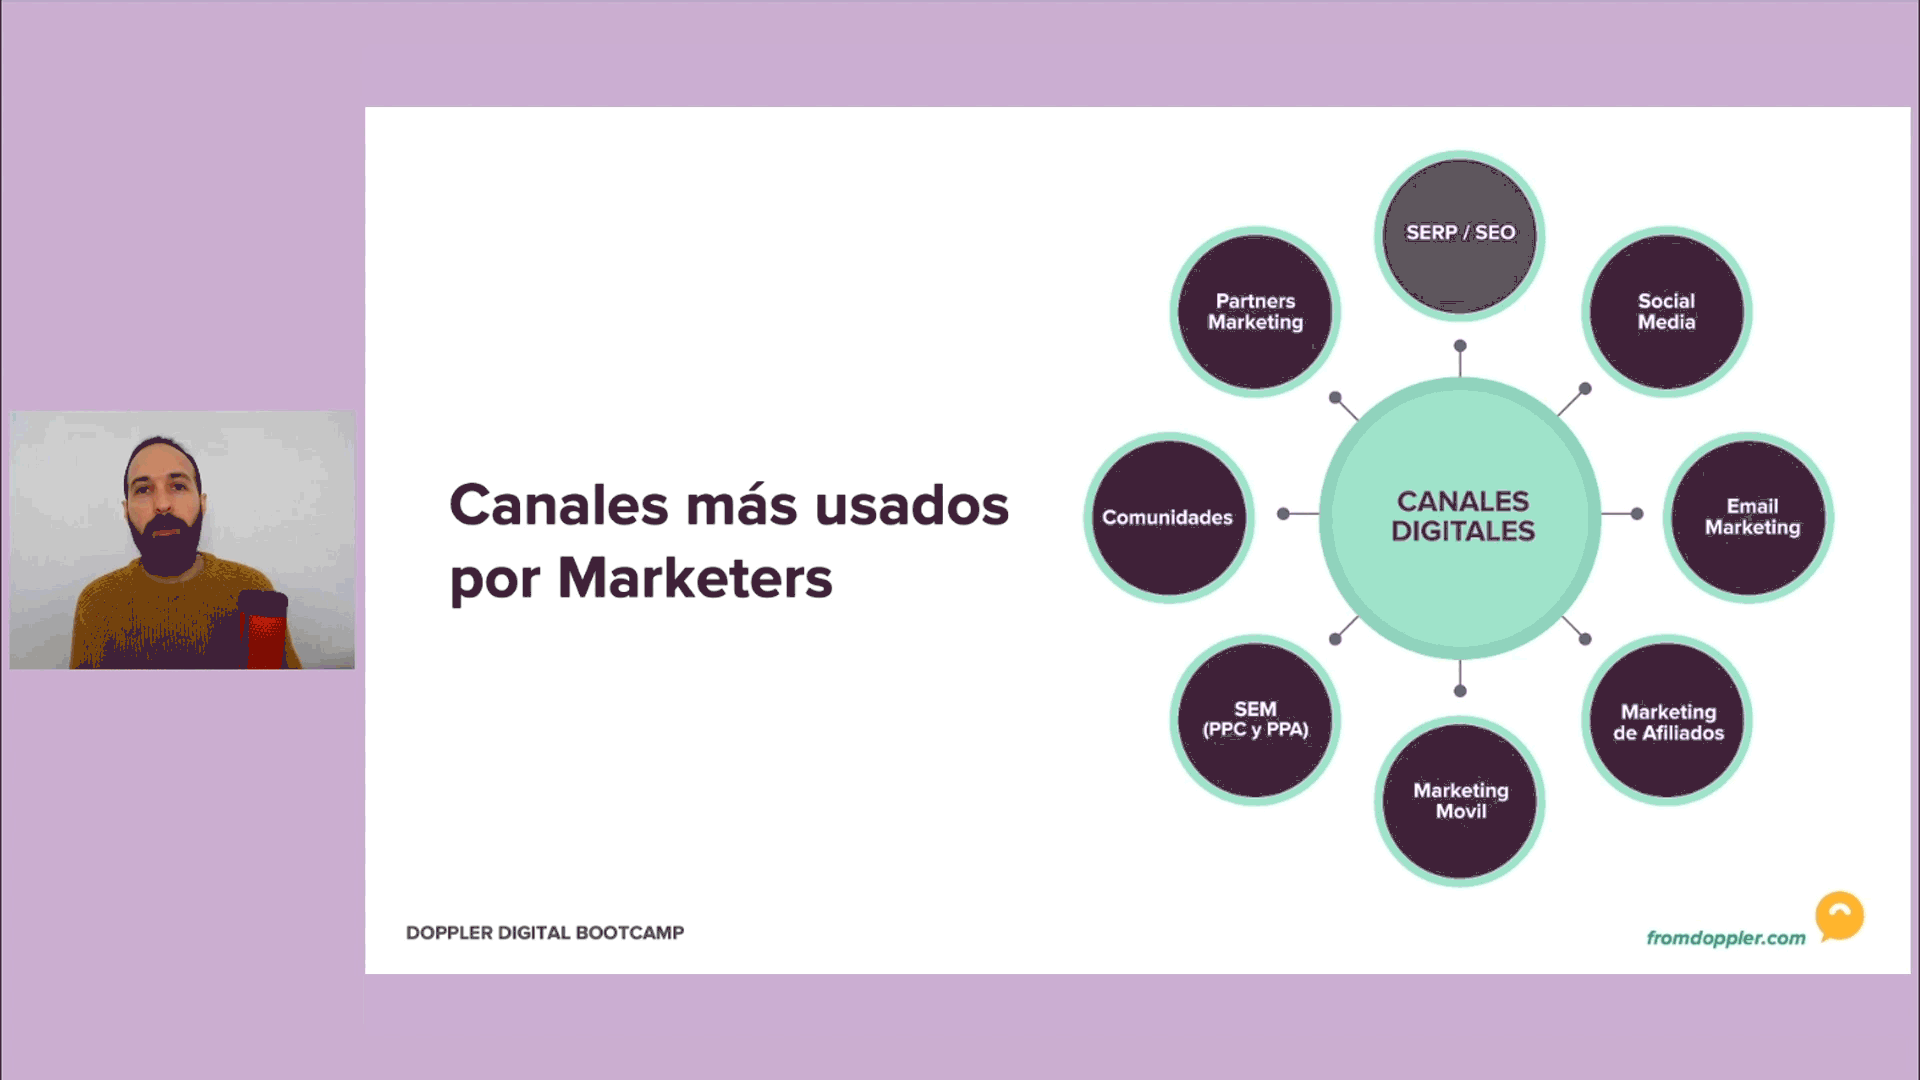 Canales más usados
por Marketers
SERP / SEO
Social
Media
Email
Marketing
Marketing
de Afiliados
Marketing
Movil
SEM
(PPC y PPA)
Comunidades
Partners
Marketing
CANALES
DIGITALES
DOPPLER DIGITAL BOOTCAMP
fromdoppler.com